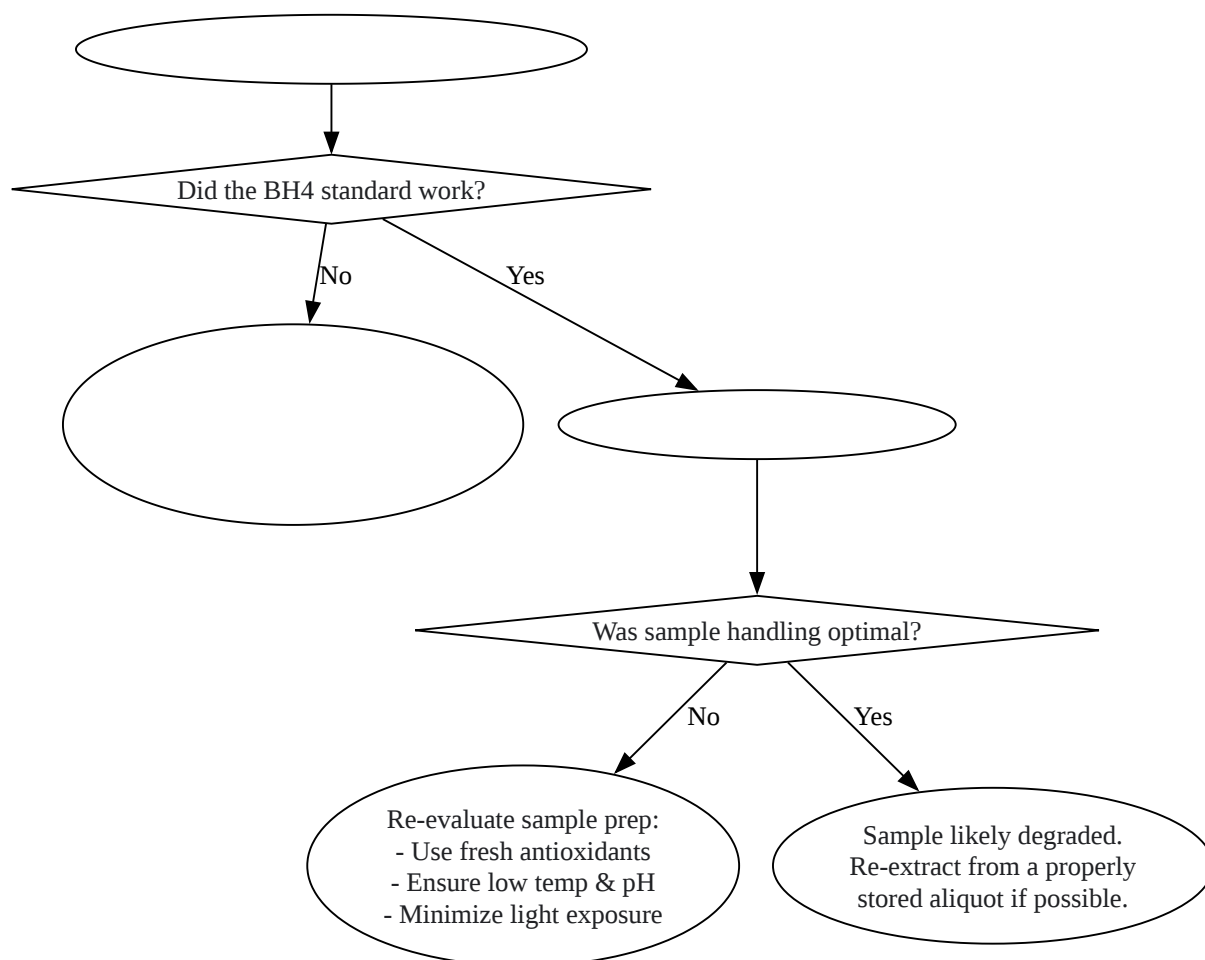 Did the BH4 standard work?
No
Yes
Was sample handling optimal?
No
Yes
Re-evaluate sample prep:
- Use fresh antioxidants
- Ensure low temp & pH
- Minimize light exposure
Sample likely degraded.
Re-extract from a properly
stored aliquot if possible.